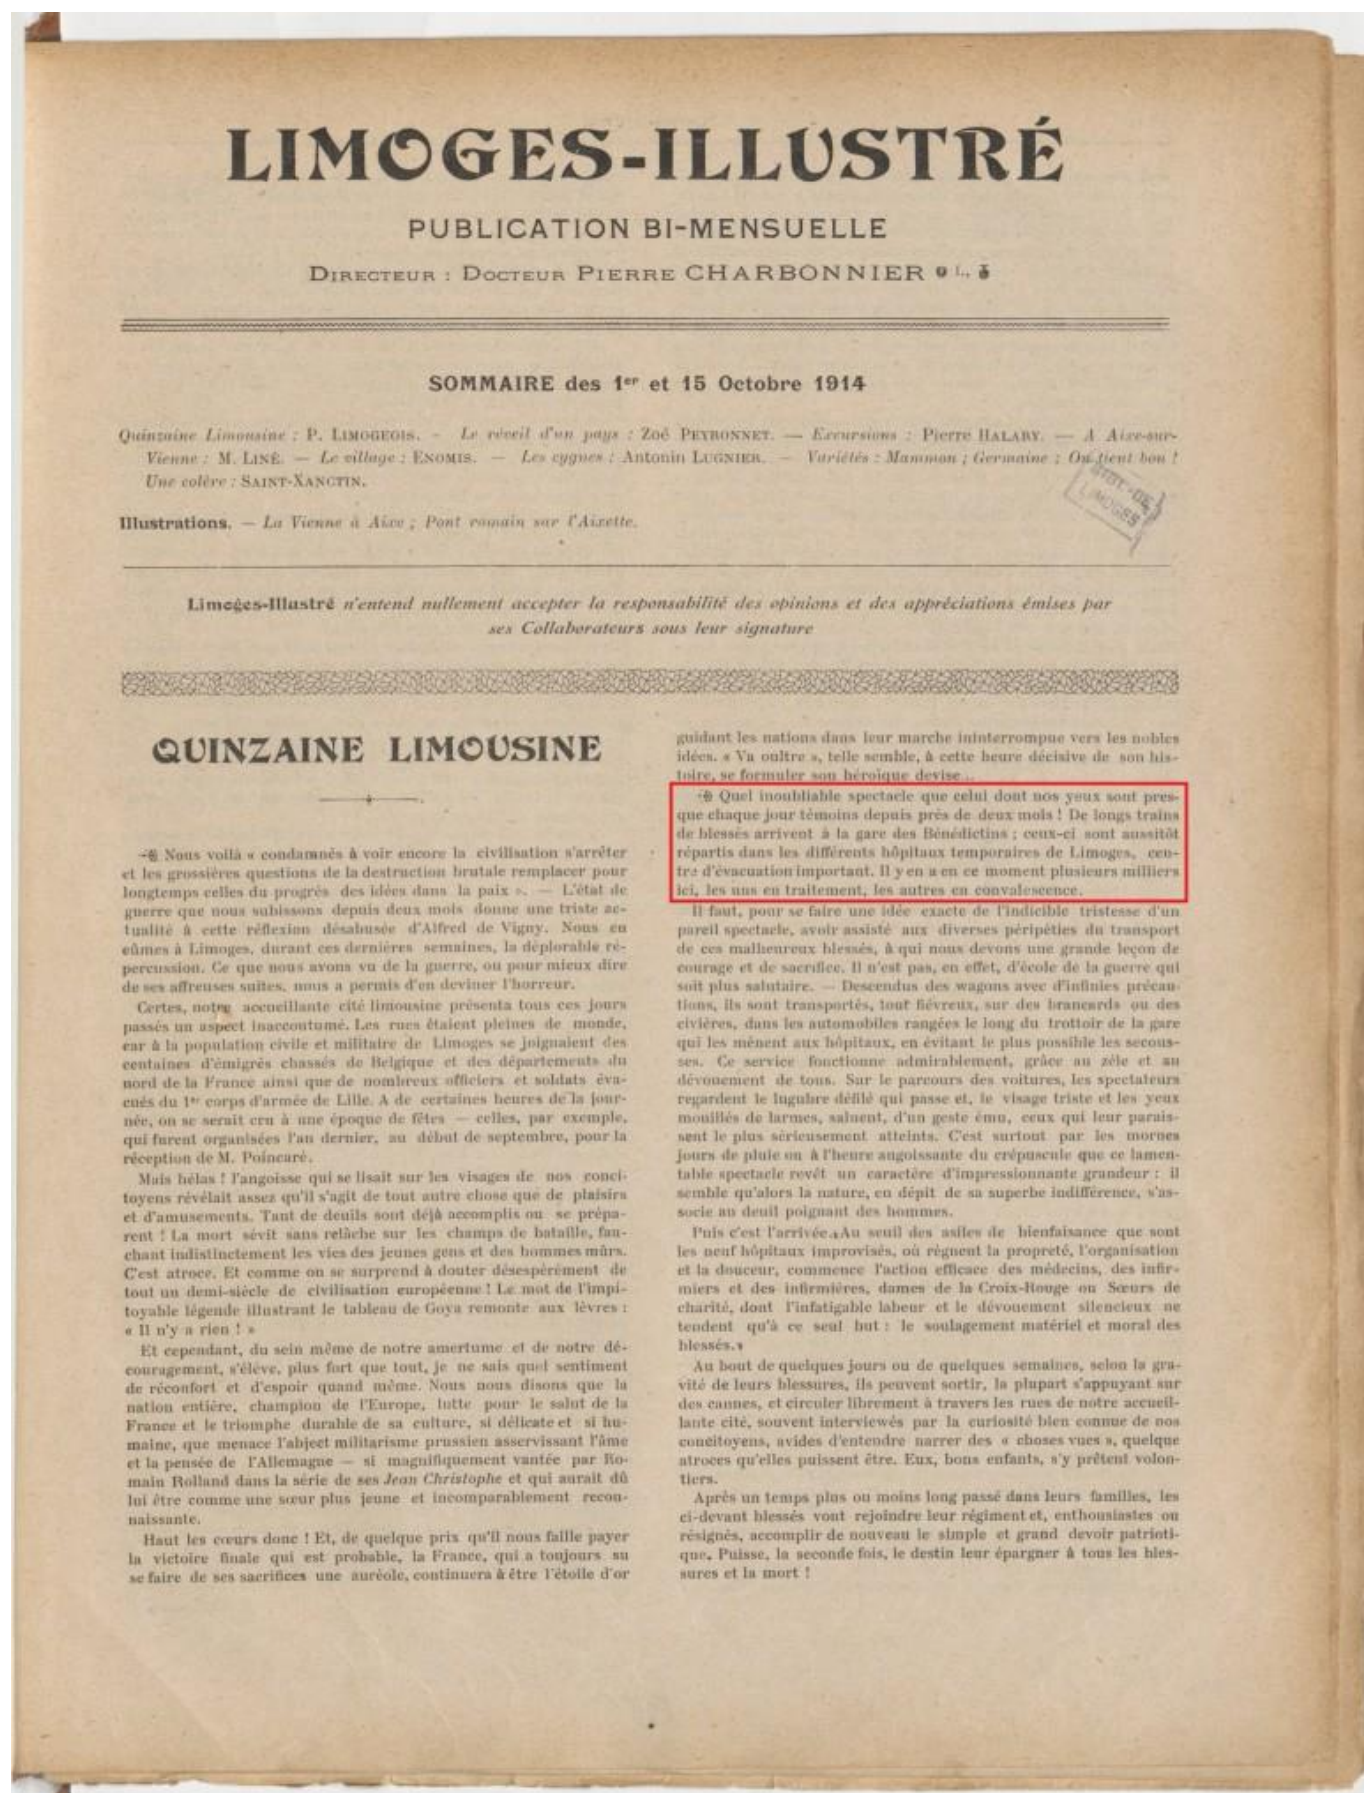 LIMOGES-ILLUSTRÉ
PUBLICATION BI-MENSUELLE
DIRECTEUR : DOCTEUR PIERRE CHARBONNIER
SOMMAIRE des 1er et 15 Octobre 1914
Quinzaine Limousine : P. LIMOGEOIS. — Le réveil d'un pays : Zoé PEYRONNET. — Excursions : Pierre HALARY. — A Aixe-sur-
Vienne : M. LINÉ. — Le village : ENOMIS. — Les cygnes : Antonin LUGNIER. — Variétés : Mammon ; Germaine ; On tient bon !
Une colère : SAINT-XANCTIN.
BIBL. DE
LIMOGES
Illustrations. — La Vienne à Aixe ; Pont romain sur l'Aixette.
Limoges-Illustré n'entend nullement accepter la responsabilité des opinions et des appréciations émises par
ses Collaborateurs sous leur signature
QUINZAINE LIMOUSINE
Nous voilà « condamnés à voir encore la civilisation s'arrêter
et les grossières questions de la destruction brutale remplacer pour
longtemps celles du progrès des idées dans la paix ». — L'état de
guerre que nous subissons depuis deux mois donne une triste ac-
tualité à cette réflexion désabusée d'Alfred de Vigny. Nous en
eûmes à Limoges, durant ces dernières semaines, la déplorable ré-
percussion. Ce que nous avons vu de la guerre, ou pour mieux dire
de ses affreuses suites, nous a permis d'en deviner l'horreur.
Certes, notre accueillante cité limousine présenta tous ces jours
passés un aspect inaccoutumé. Les rues étaient pleines de monde,
car à la population civile et militaire de Limoges se joignaient des
centaines d'émigrés chassés de Belgique et des départements du
nord de la France ainsi que de nombreux officiers et soldats éva-
cués du 1er corps d'armée de Lille. A de certaines heures de la jour-
née, on se serait cru à une époque de fêtes — celles, par exemple,
qui furent organisées l'an dernier, au début de septembre, pour la
réception de M. Poincaré.
Mais hélas ! l'angoisse qui se lisait sur les visages de nos conci-
toyens révélait assez qu'il s'agit de tout autre chose que de plaisirs
et d'amusements. Tant de deuils sont déjà accomplis ou se prépa-
rent ! La mort sévit sans relâche sur les champs de bataille, fau-
chant indistinctement les vies des jeunes gens et des hommes mûrs.
C'est atroce. Et comme on se surprend à douter désespérément de
tout un demi-siècle de civilisation européenne ! Le mot de l'impi-
toyable légende illustrant le tableau de Goya remonte aux lèvres :
« Il n'y a rien ! »
Et cependant, du sein même de notre amertume et de notre dé-
couragement, s'élève, plus fort que tout, je ne sais quel sentiment
de réconfort et d'espoir quand même. Nous nous disons que la
nation entière, champion de l'Europe, lutte pour le salut de la
France et le triomphe durable de sa culture, si délicate et si hu-
maine, que menace l'abject militarisme prussien asservissant l'âme
et la pensée de l'Allemagne — si magnifiquement vantée par Ro-
main Rolland dans la série de ses Jean Christophe et qui aurait dû
lui être comme une sœur plus jeune et incomparablement recon-
naissante.
Haut les cœurs donc ! Et, de quelque prix qu'il nous faille payer
la victoire finale qui est probable, la France, qui a toujours su
se faire de ses sacrifices une auréole, continuera à être l'étoile d'or
guidant les nations dans leur marche ininterrompue vers les nobles
idées. « Va oultre », telle semble, à cette heure décisive de son his-
toire, se formuler son héroïque devise...
Quel inoubliable spectacle que celui dont nos yeux sont pres-
que chaque jour témoins depuis près de deux mois ! De longs trains
de blessés arrivent à la gare des Bénédictins ; ceux-ci sont aussitôt
répartis dans les différents hôpitaux temporaires de Limoges, cen-
tre d'évacuation important. Il y en a en ce moment plusieurs milliers
ici, les uns en traitement, les autres en convalescence.
Il faut, pour se faire une idée exacte de l'indicible tristesse d'un
pareil spectacle, avoir assisté aux diverses péripéties du transport
de ces malheureux blessés, à qui nous devons une grande leçon de
courage et de sacrifice. Il n'est pas, en effet, d'école de la guerre qui
soit plus salutaire. — Descendus des wagons avec d'infinies précau-
tions, ils sont transportés, tout fiévreux, sur des brancards ou des
civières, dans les automobiles rangées le long du trottoir de la gare
qui les mènent aux hôpitaux, en évitant le plus possible les secous-
ses. Ce service fonctionne admirablement, grâce au zèle et au
dévouement de tous. Sur le parcours des voitures, les spectateurs
regardent le lugubre défilé qui passe et, le visage triste et les yeux
mouillés de larmes, saluent, d'un geste ému, ceux qui leur parais-
sent le plus sérieusement atteints. C'est surtout par les mornes
jours de pluie ou à l'heure angoissante du crépuscule que ce lamen-
table spectacle revêt un caractère d'impressionnante grandeur : il
semble qu'alors la nature, en dépit de sa superbe indifférence, s'as-
socie au deuil poignant des hommes.
Puis c'est l'arrivée. Au seuil des asiles de bienfaisance que sont
les neuf hôpitaux improvisés, où règnent la propreté, l'organisation
et la douceur, commence l'action efficace des médecins, des infir-
miers et des infirmières, dames de la Croix-Rouge ou Sœurs de
charité, dont l'infatigable labeur et le dévouement silencieux ne
tendent qu'à ce seul but : le soulagement matériel et moral des
blessés.
Au bout de quelques jours ou de quelques semaines, selon la gra-
vité de leurs blessures, ils peuvent sortir, la plupart s'appuyant sur
des cannes, et circuler librement à travers les rues de notre accueil-
lante cité, souvent interviewés par la curiosité bien connue de nos
concitoyens, avides d'entendre narrer des « choses vues », quelque
atroces qu'elles puissent être. Eux, bons enfants, s'y prêtent volon-
tiers.
Après un temps plus ou moins long passé dans leurs familles, les
ci-devant blessés vont rejoindre leur régiment et, enthousiastes ou
résignés, accomplir de nouveau le simple et grand devoir patrioti-
que. Puisse, la seconde fois, le destin leur épargner à tous les bles-
sures et la mort !